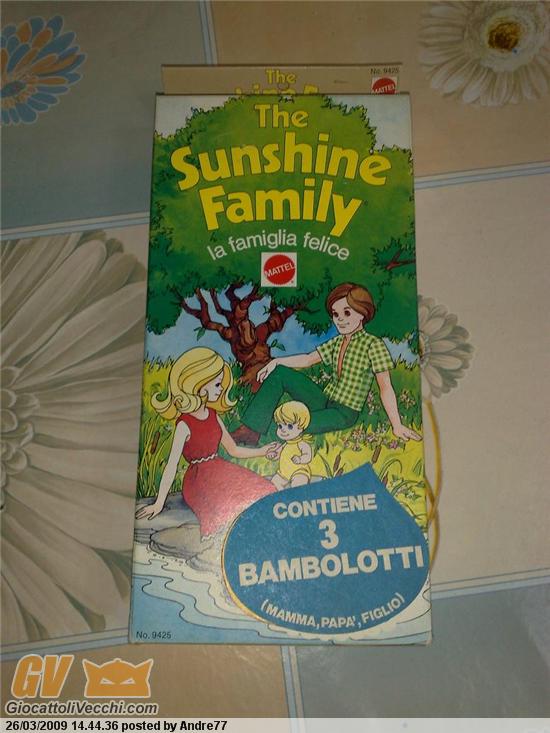 The
No. 9425
MATTEL
The
Sunshine
Family
la famiglia felice
MATTEL
CONTIENE
3
BAMBOLOTTI
(MAMMA, PAPA', FIGLIO)
No. 9425
GV
GiocattoliVecchi.com
26/03/2009 14.44.36 posted by Andre77